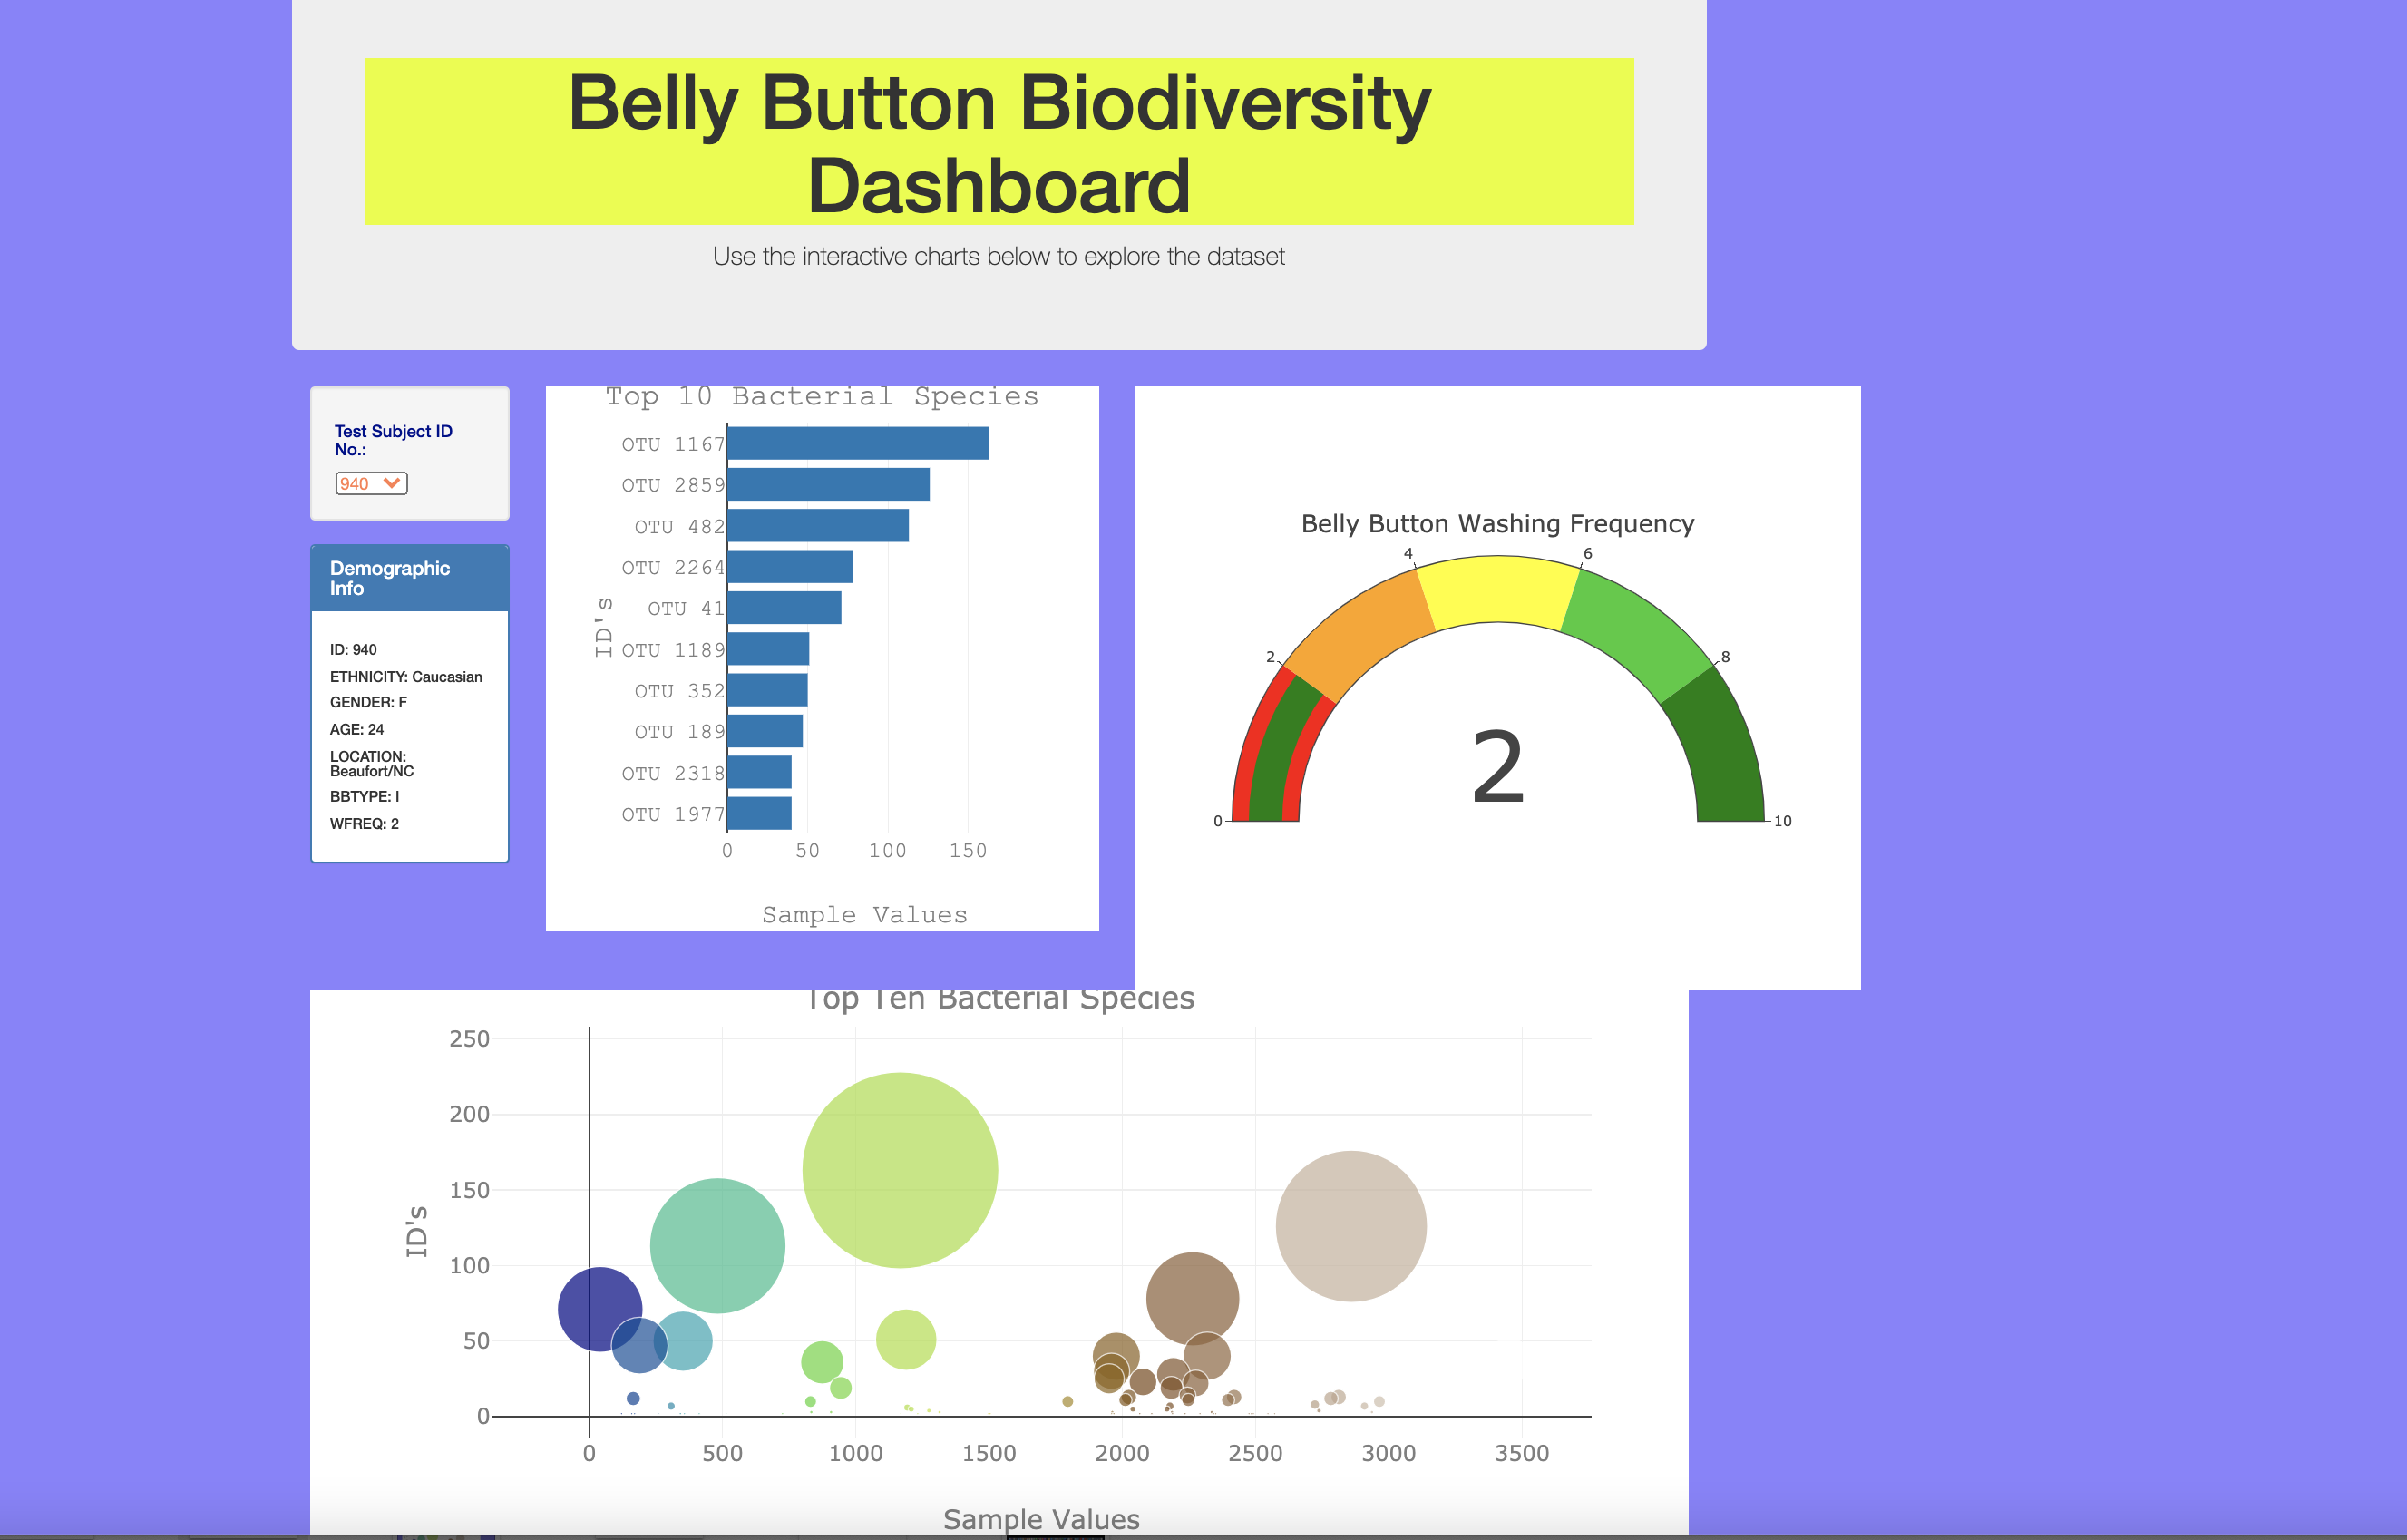 Belly Button Biodiversity
Dashboard
Use the interactive charts below to explore the dataset
Test Subject ID
No.:
940
Demographic
Info
ID: 940
ETHNICITY: Caucasian
GENDER: F
AGE: 24
LOCATION:
Beaufort/NC
BBTYPE: I
WFREQ: 2
Top 10 Bacterial Species
OTU 1167
OTU 2859
OTU 482
OTU 2264
OTU 41
OTU 1189
OTU 352
OTU 189
OTU 2318
OTU 1977
ID's
0 50 100 150
Sample Values
Belly Button Washing Frequency
0 2 4 6 8 10
2
Top Ten Bacterial Species
250
200
150
100
50
0
ID's
0 500 1000 1500 2000 2500 3000 3500
Sample Values